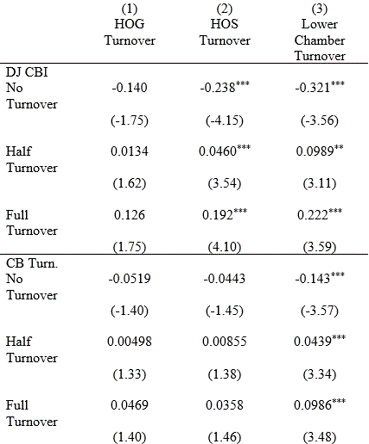 (1) (2) (3)
HOG HOS Lower
Turnover Turnover Chamber
Turnover
DJ CBI
No -0.140 -0.238*** -0.321***
Turnover
(-1.75) (-4.15) (-3.56)
Half 0.0134 0.0460*** 0.0989**
Turnover
(1.62) (3.54) (3.11)
Full 0.126 0.192*** 0.222***
Turnover
(1.75) (4.10) (3.59)
CB Turn.
No -0.0519 -0.0443 -0.143***
Turnover
(-1.40) (-1.45) (-3.57)
Half 0.00498 0.00855 0.0439***
Turnover
(1.33) (1.38) (3.34)
Full 0.0469 0.0358 0.0986***
Turnover
(1.40) (1.46) (3.48)